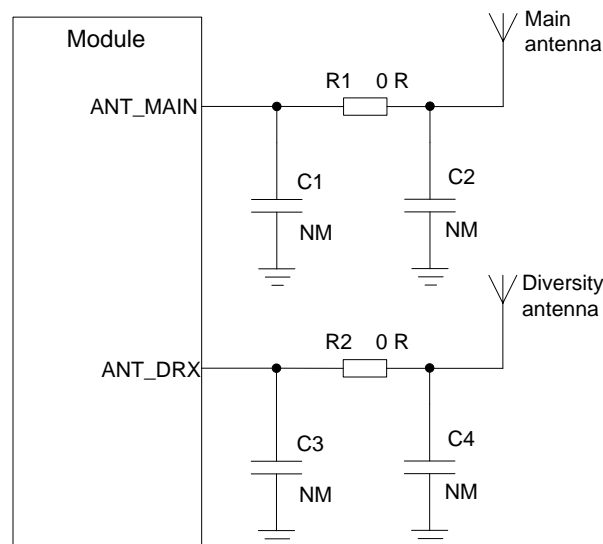 Module
Main
antenna
R1 0 R
ANT_MAIN
C1
C2
NM
NM
Diversity
antenna
R2 0 R
ANT_DRX
C3
C4
NM
NM